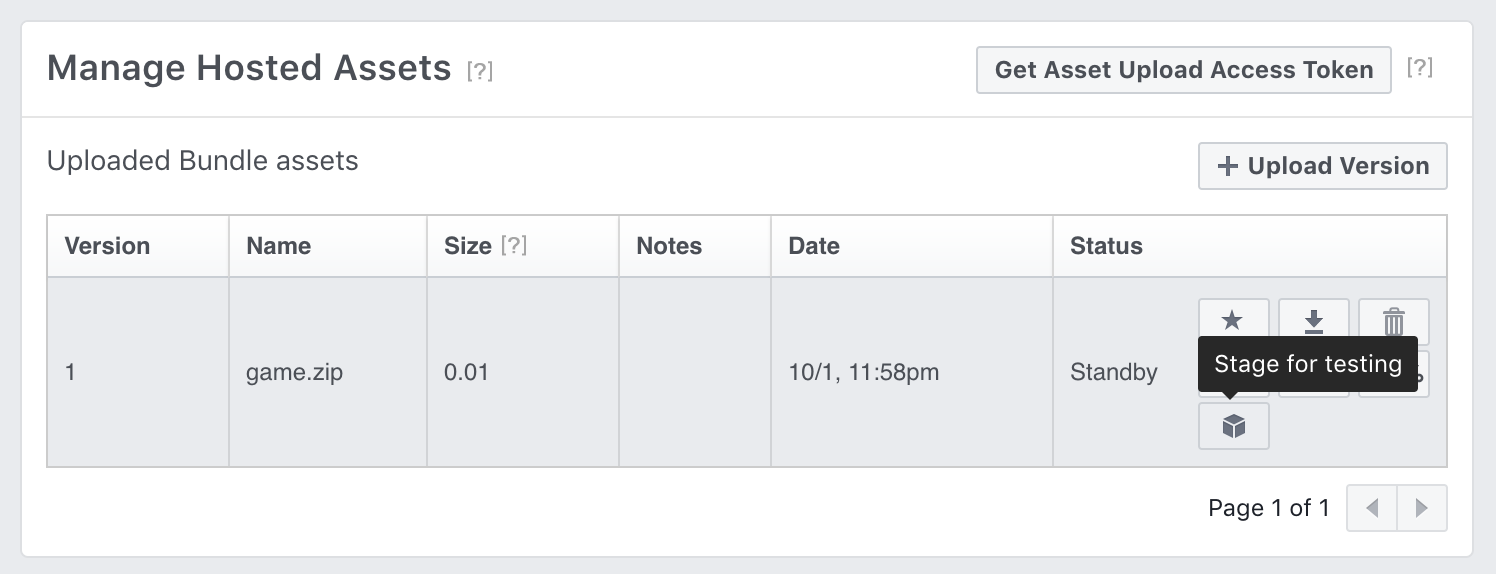 Manage Hosted Assets [?]
Get Asset Upload Access Token [?]
Uploaded Bundle assets
+ Upload Version
Version Name Size [?] Notes Date Status
1 game.zip 0.01 10/1, 11:58pm Standby
Stage for testing
Page 1 of 1